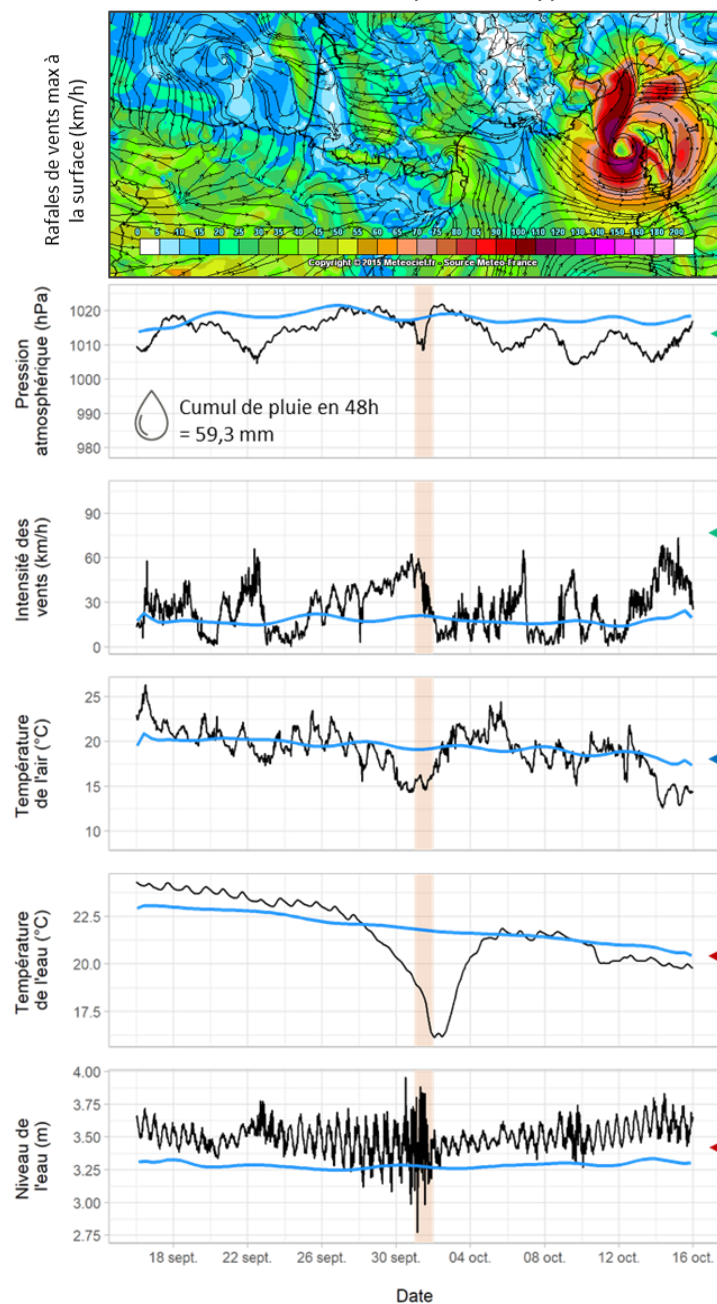 Rafales de vents max à
la surface (km/h)
0 5 10 15 20 25 30 35 40 45 50 55 60 65 70 75 80 85 90 100 110 120 130 140 160 180 200
Copyright © 2015 Meteociel.fr - Source Meteo-France
Pression
atmosphérique (hPa)
1020
1010
1000
990
980
Cumul de pluie en 48h
= 59,3 mm
Intensité des
vents (km/h)
90
60
30
0
Température
de l'air (°C)
25
20
15
10
Température
de l'eau (°C)
22.5
20.0
17.5
Niveau de
l'eau (m)
4.00
3.75
3.50
3.25
3.00
2.75
18 sept. 22 sept. 26 sept. 30 sept. 04 oct. 08 oct. 12 oct. 16 oct.
Date